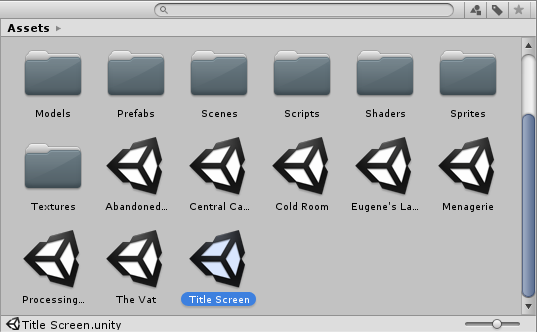 Assets
Models Prefabs Scenes Scripts Shaders Sprites
Textures Abandoned... Central Ca... Cold Room Eugene's La... Menagerie
Processing... The Vat Title Screen
Title Screen.unity